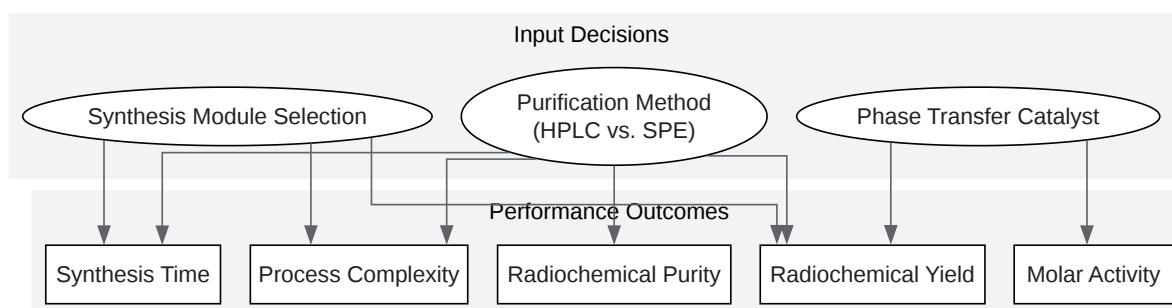 Input Decisions
Synthesis Module Selection
Purification Method
(HPLC vs. SPE)
Phase Transfer Catalyst
Performance Outcomes
Synthesis Time
Process Complexity
Radiochemical Purity
Radiochemical Yield
Molar Activity